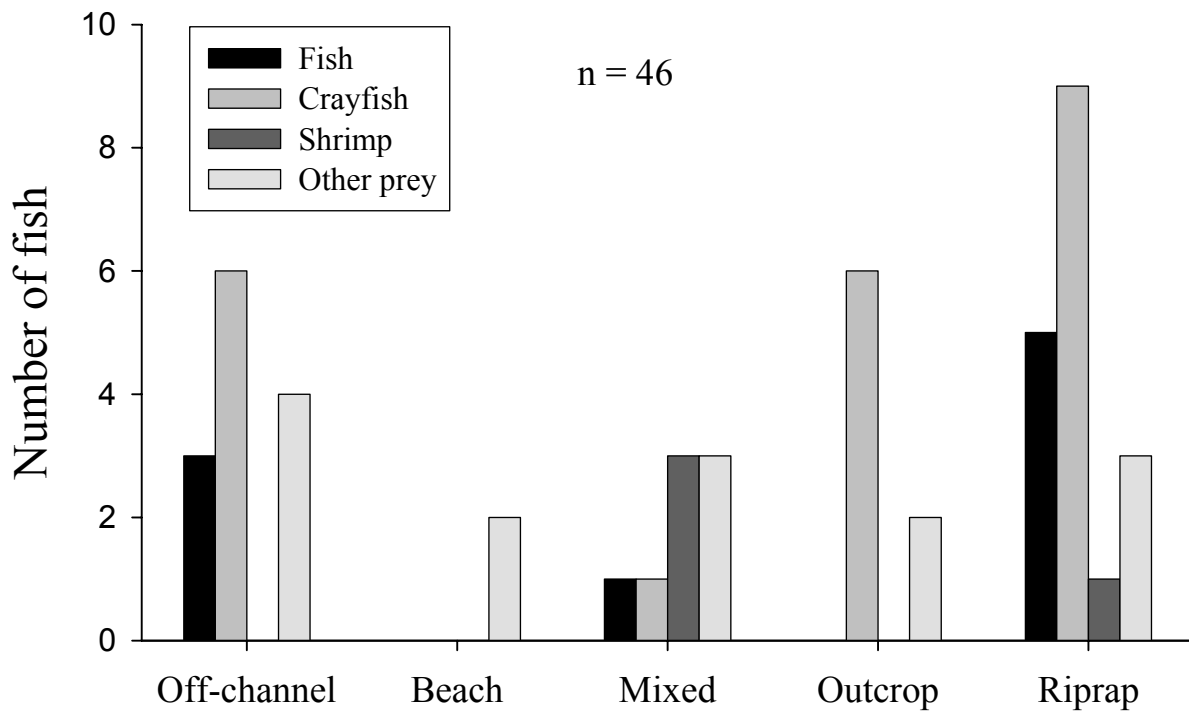 10
8
6
4
2
0
Number of fish
Fish
Crayfish
Shrimp
Other prey
n = 46
Off-channel Beach Mixed Outcrop Riprap